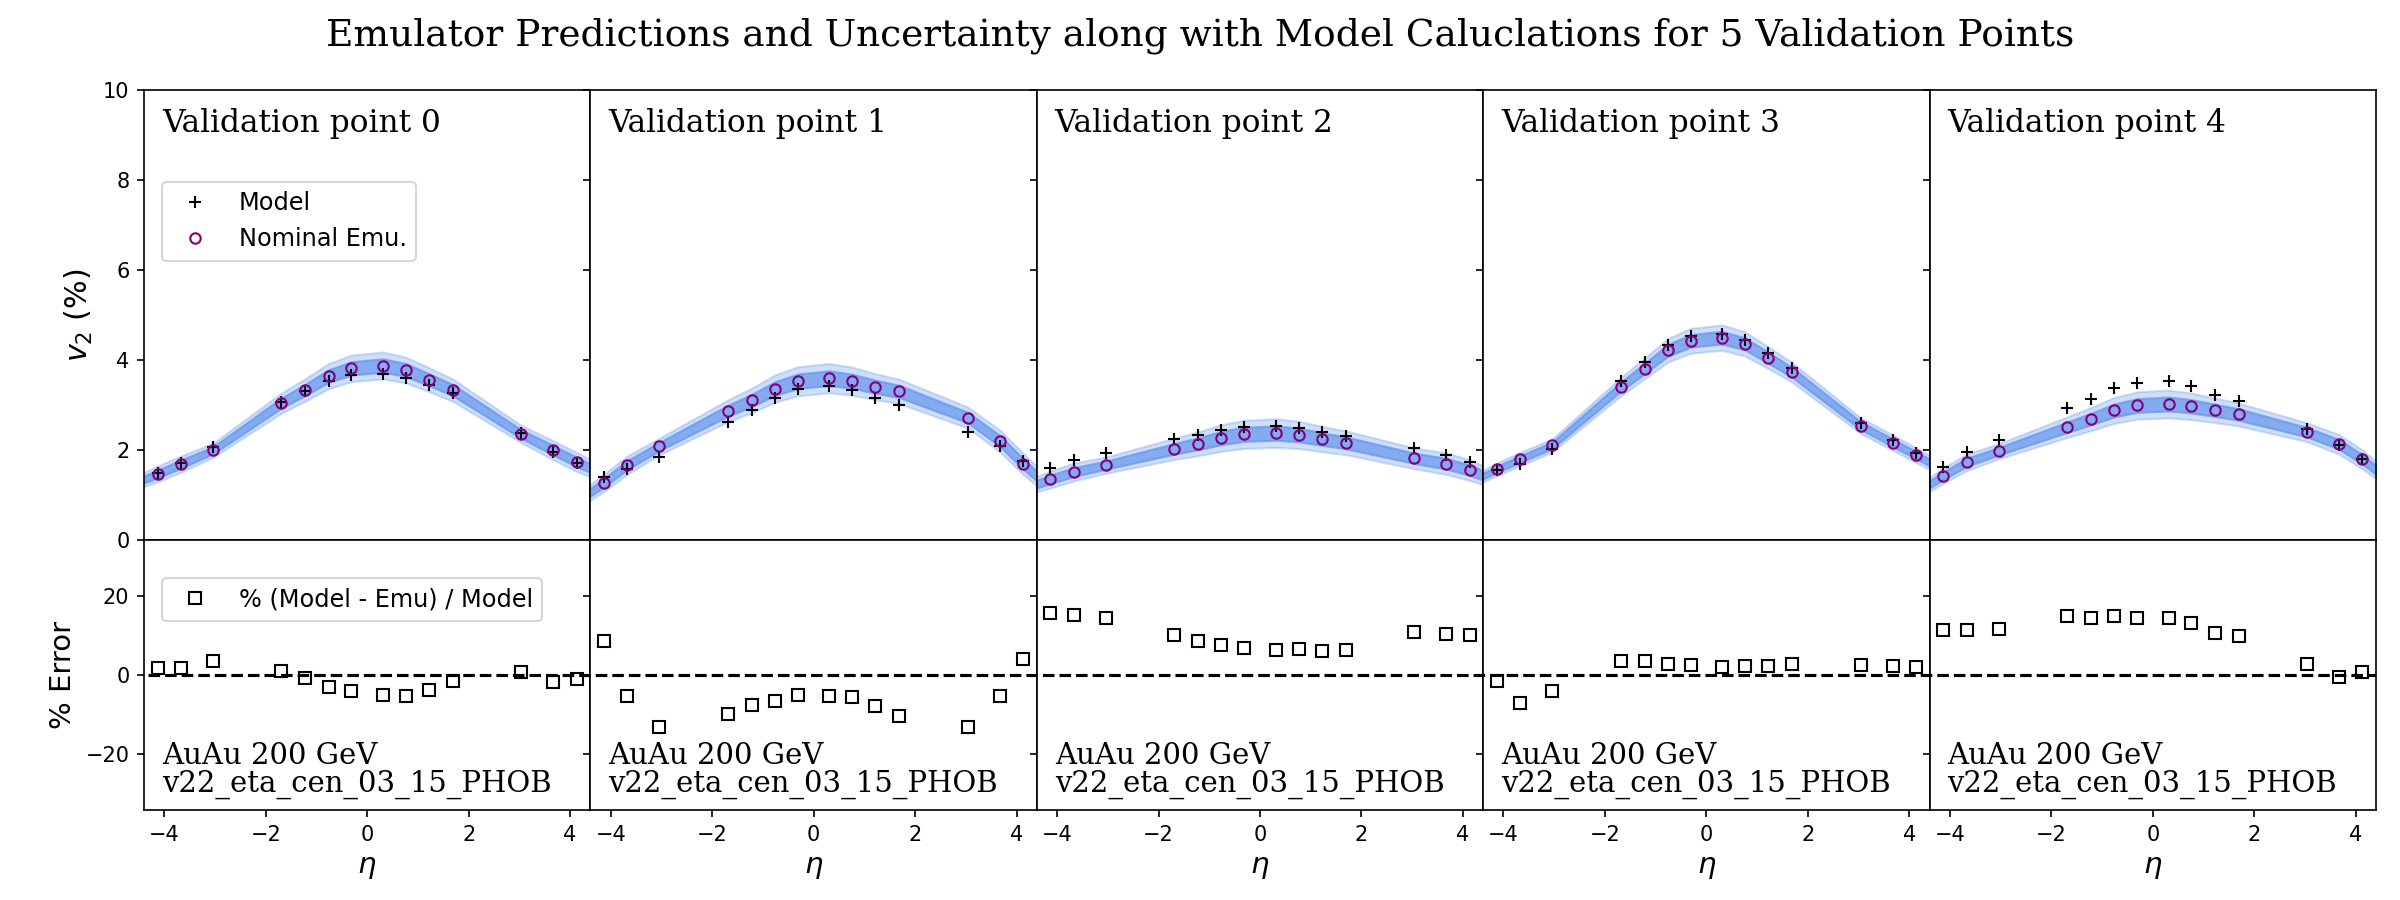 Emulator Predictions and Uncertainty along with Model Caluclations for 5 Validation Points
Validation point 0
Validation point 1
Validation point 2
Validation point 3
Validation point 4
Model
Nominal Emu.
v₂ (%)
10
8
6
4
2
0
% (Model - Emu) / Model
% Error
20
0
−20
AuAu 200 GeV
v22_eta_cen_03_15_PHOB
AuAu 200 GeV
v22_eta_cen_03_15_PHOB
AuAu 200 GeV
v22_eta_cen_03_15_PHOB
AuAu 200 GeV
v22_eta_cen_03_15_PHOB
AuAu 200 GeV
v22_eta_cen_03_15_PHOB
−4 −2 0 2 4
−4 −2 0 2 4
−4 −2 0 2 4
−4 −2 0 2 4
−4 −2 0 2 4
η
η
η
η
η